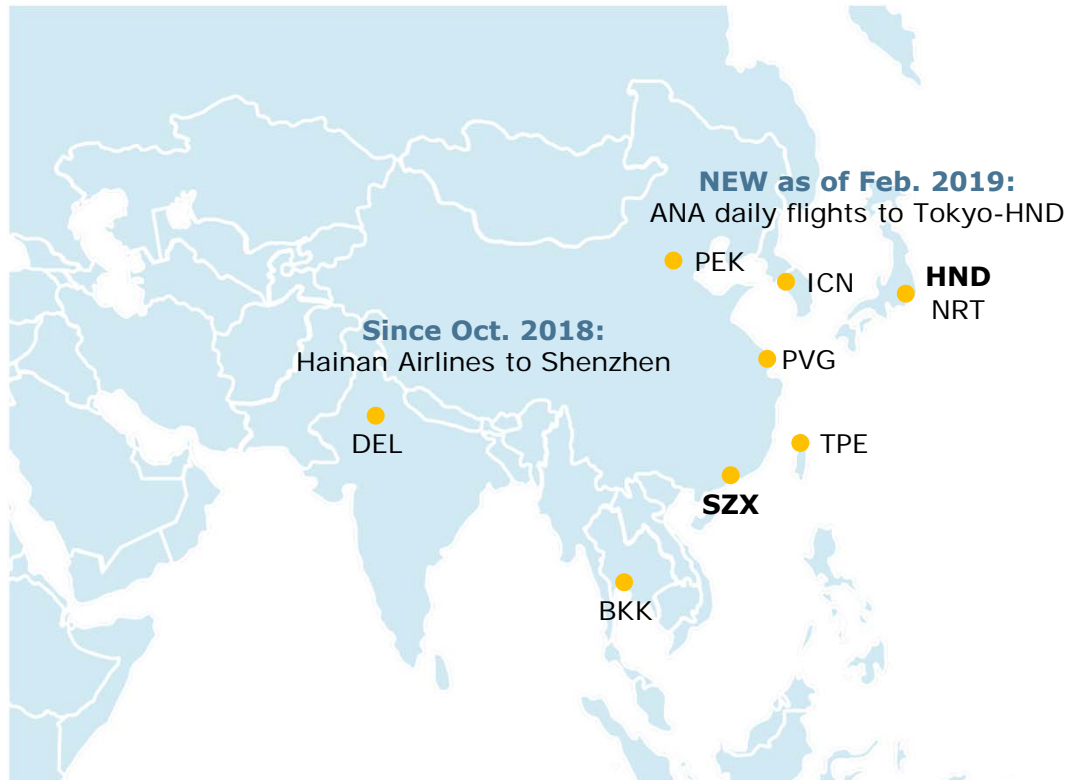 NEW as of Feb. 2019:
ANA daily flights to Tokyo-HND
PEK
ICN
HND
NRT
Since Oct. 2018:
Hainan Airlines to Shenzhen
PVG
DEL
TPE
SZX
BKK